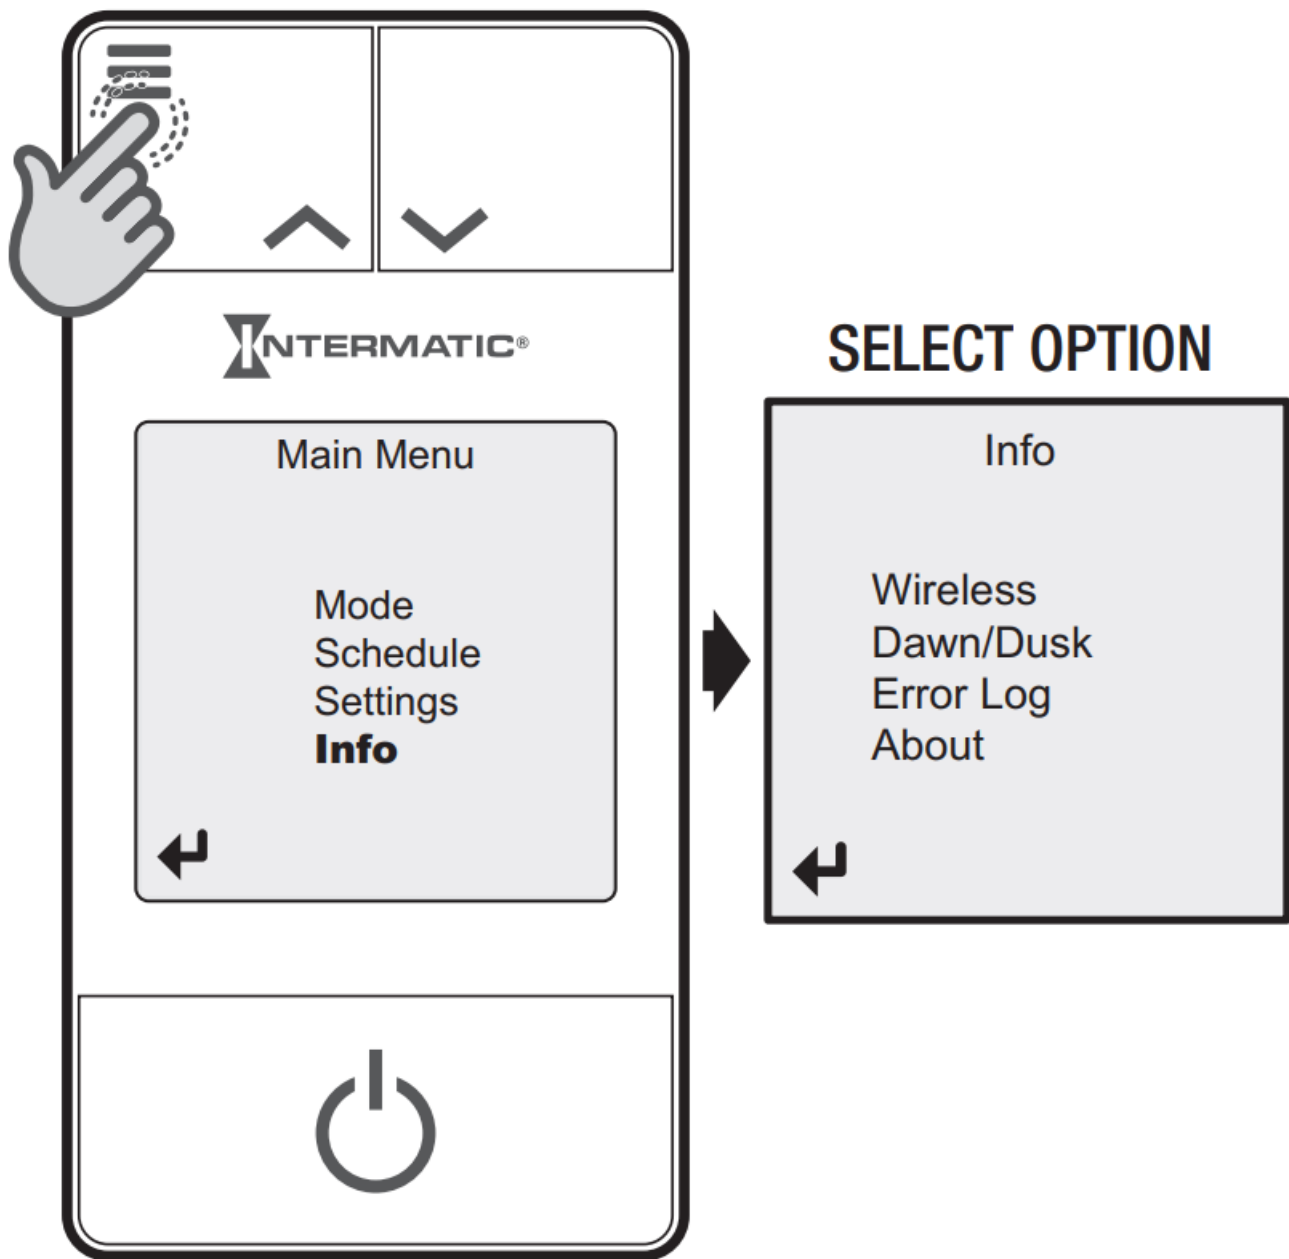 INTERMATIC®
Main Menu
Mode
Schedule
Settings
Info
SELECT OPTION
Info
Wireless
Dawn/Dusk
Error Log
About